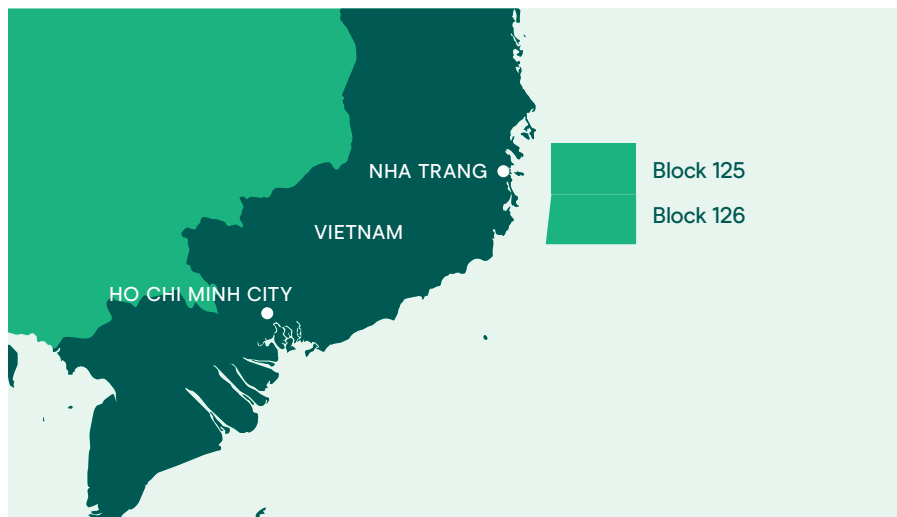 NHA TRANG
Block 125
Block 126
VIETNAM
HO CHI MINH CITY